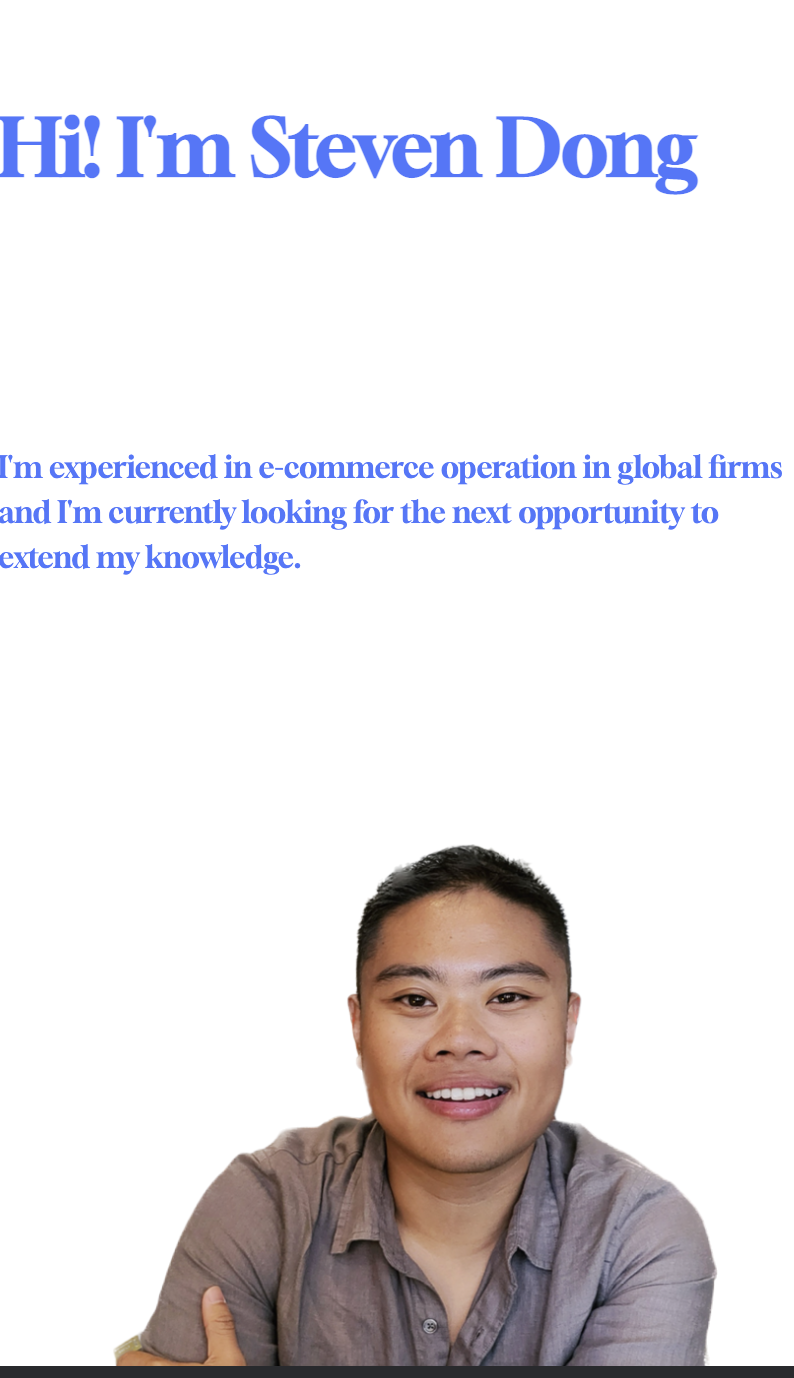 Hi! I'm Steven Dong
I'm experienced in e-commerce operation in global firms
and I'm currently looking for the next opportunity to
extend my knowledge.